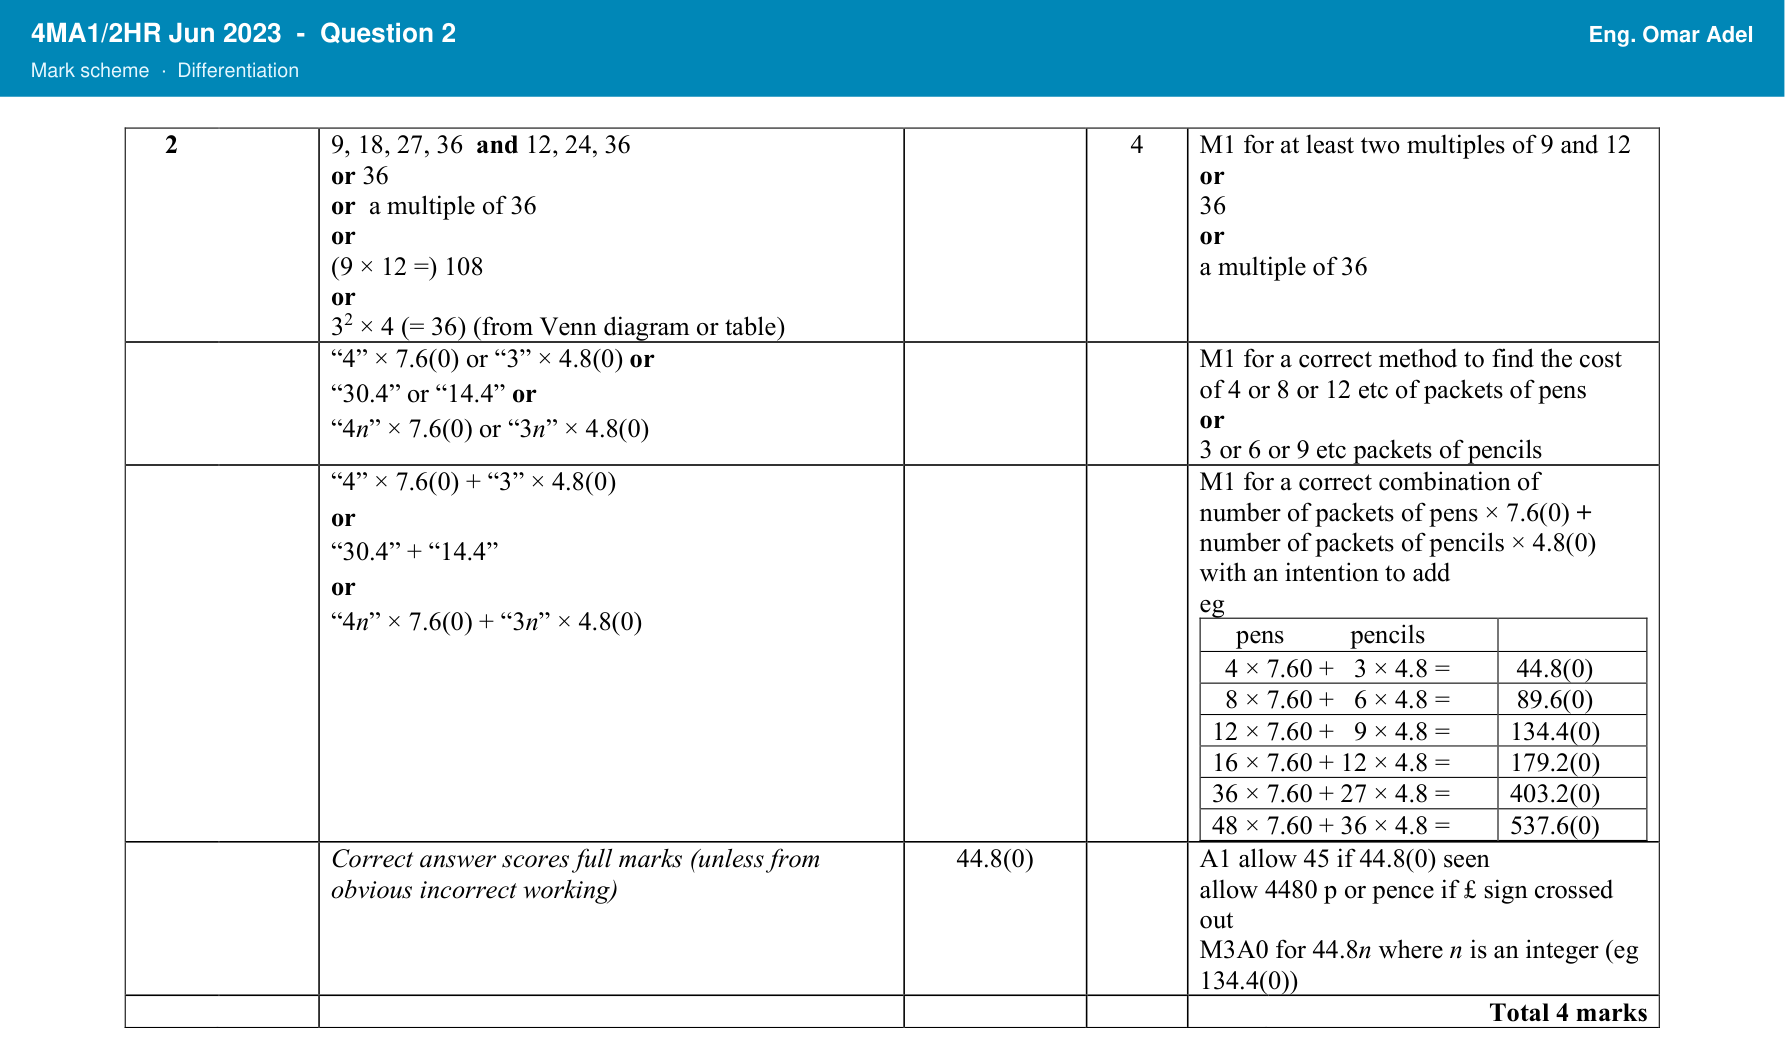 4MA1/2HR Jun 2023 - Question 2
Eng. Omar Adel
Mark scheme · Differentiation
2
9, 18, 27, 36 and 12, 24, 36
or 36
or a multiple of 36
or
(9 × 12 =) 108
or
3² × 4 (= 36) (from Venn diagram or table)
4
M1 for at least two multiples of 9 and 12
or
36
or
a multiple of 36
“4” × 7.6(0) or “3” × 4.8(0) or
“30.4” or “14.4” or
“4n” × 7.6(0) or “3n” × 4.8(0)
M1 for a correct method to find the cost
of 4 or 8 or 12 etc of packets of pens
or
3 or 6 or 9 etc packets of pencils
“4” × 7.6(0) + “3” × 4.8(0)
or
“30.4” + “14.4”
or
“4n” × 7.6(0) + “3n” × 4.8(0)
M1 for a correct combination of
number of packets of pens × 7.6(0) +
number of packets of pencils × 4.8(0)
with an intention to add
eg
pens pencils
4 × 7.60 + 3 × 4.8 = 44.8(0)
8 × 7.60 + 6 × 4.8 = 89.6(0)
12 × 7.60 + 9 × 4.8 = 134.4(0)
16 × 7.60 + 12 × 4.8 = 179.2(0)
36 × 7.60 + 27 × 4.8 = 403.2(0)
48 × 7.60 + 36 × 4.8 = 537.6(0)
Correct answer scores full marks (unless from
obvious incorrect working)
44.8(0)
A1 allow 45 if 44.8(0) seen
allow 4480 p or pence if £ sign crossed
out
M3A0 for 44.8n where n is an integer (eg
134.4(0))
Total 4 marks